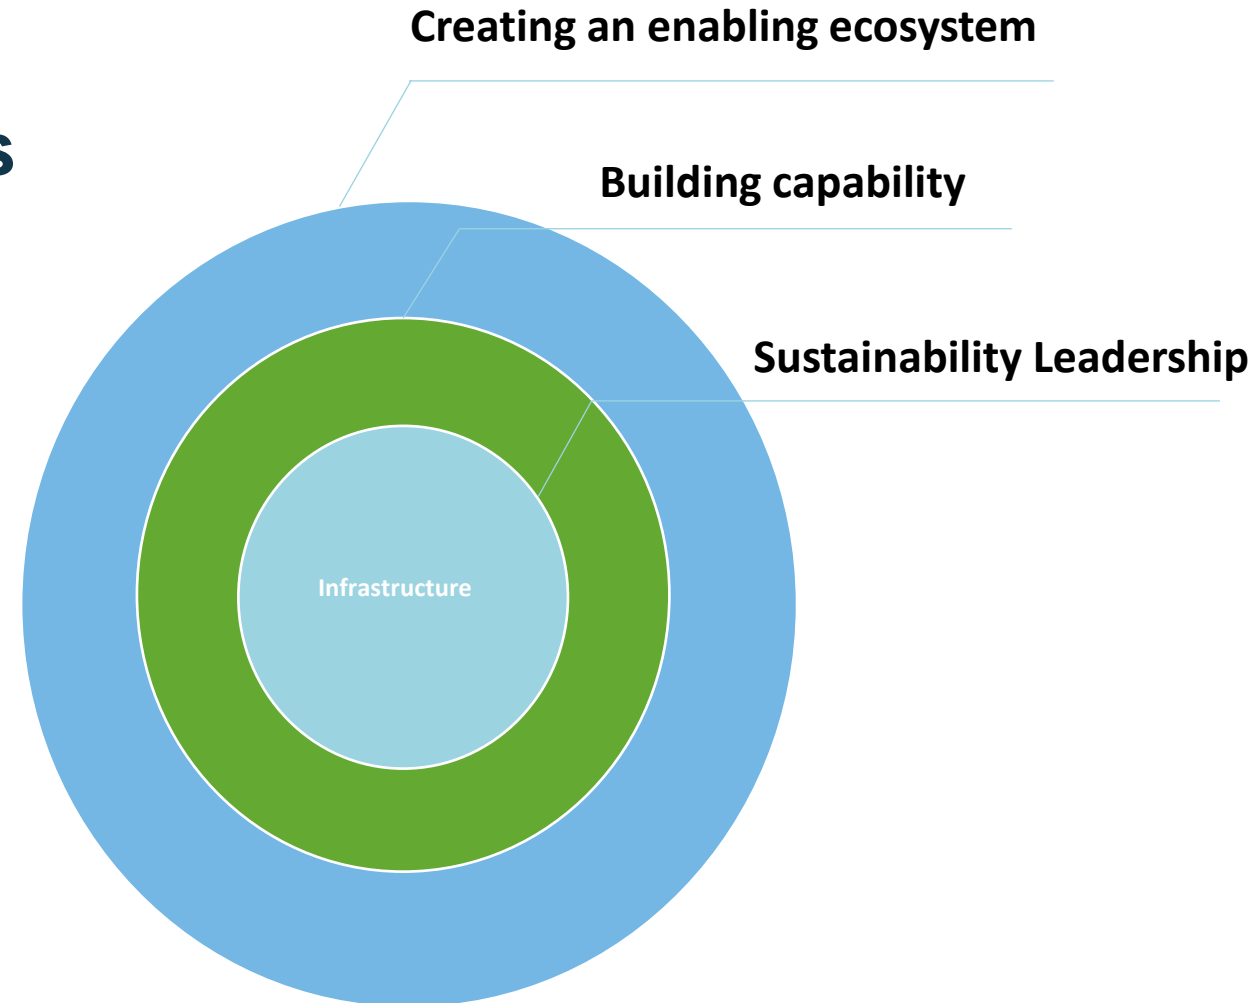 Creating an enabling ecosystem
Building capability
Sustainability Leadership
Infrastructure